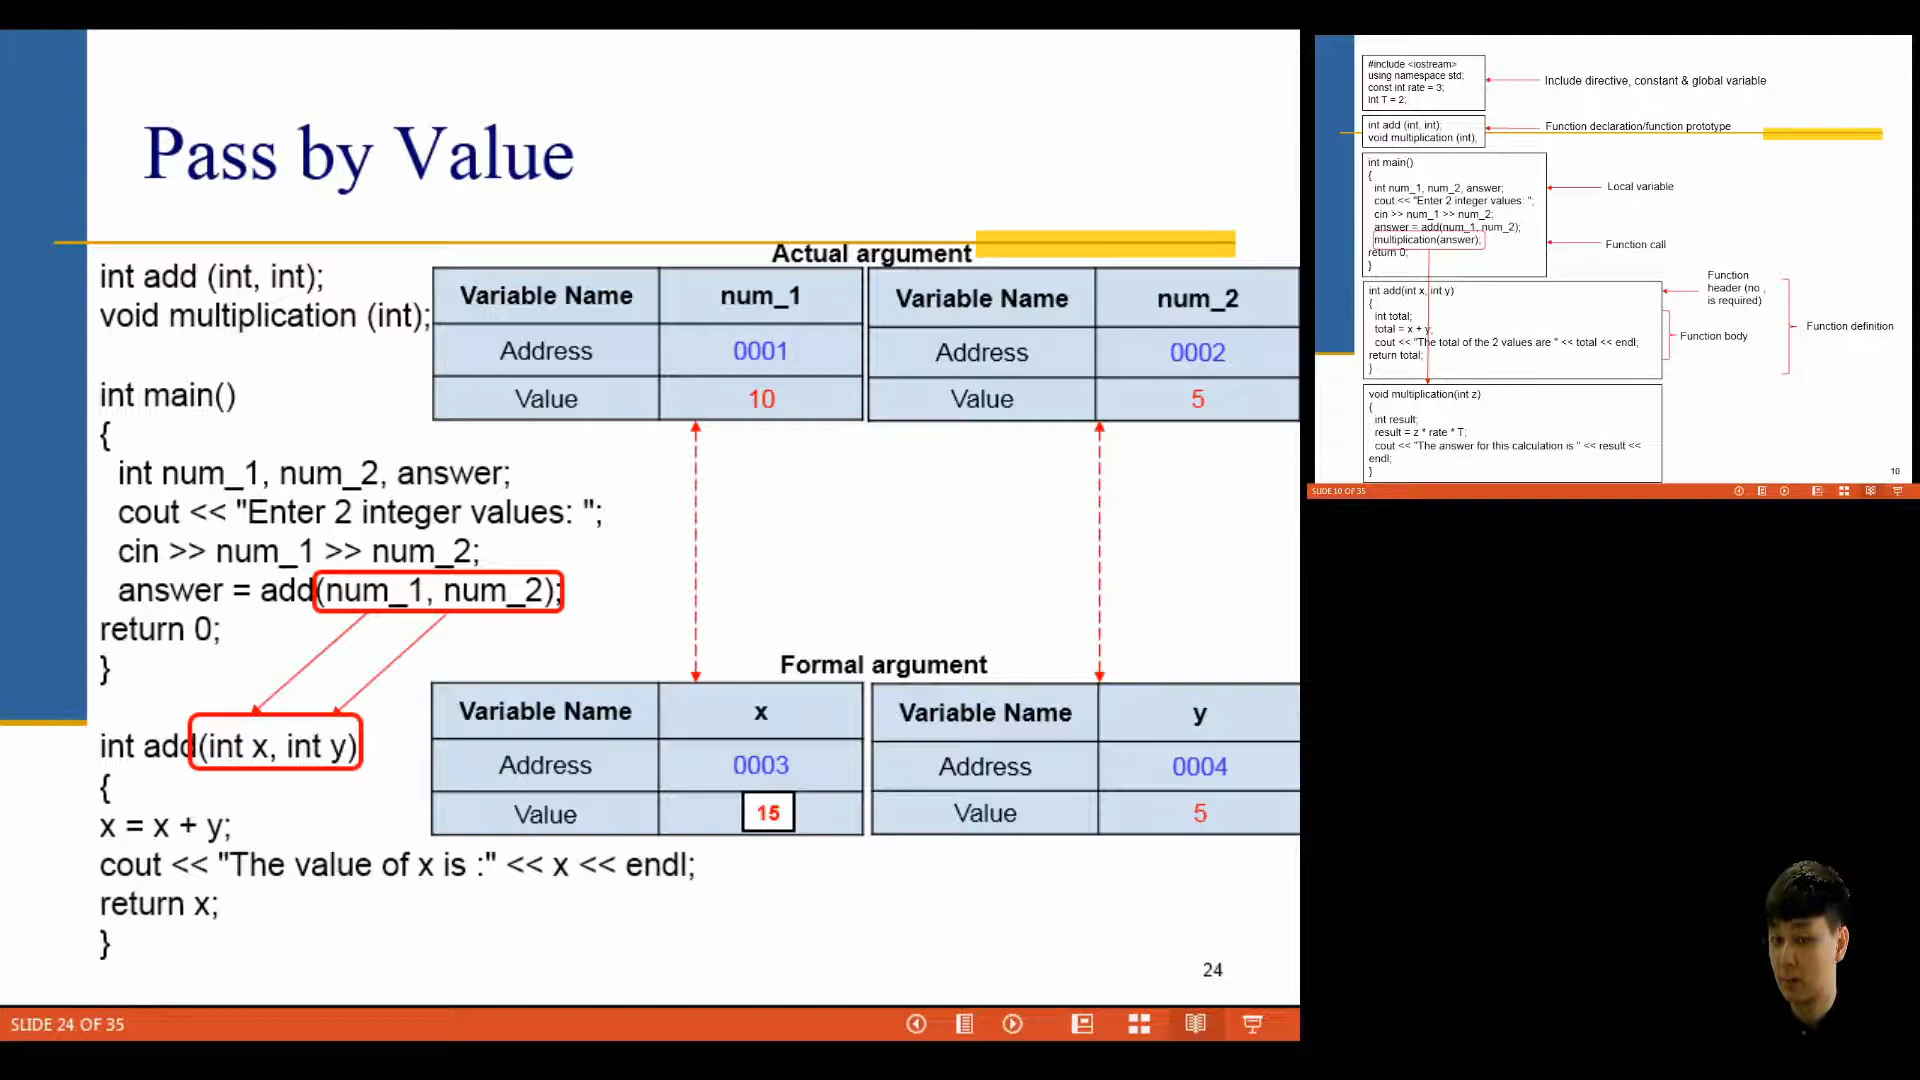 Pass by Value
int add (int, int);
void multiplication (int);
int main()
{
int num_1, num_2, answer;
cout << "Enter 2 integer values: ";
cin >> num_1 >> num_2;
answer = add(num_1, num_2);
return 0;
}
int add(int x, int y)
{
x = x + y;
cout << "The value of x is :" << x << endl;
return x;
}
Actual argument
Variable Name num_1
Address 0001
Value 10
Variable Name num_2
Address 0002
Value 5
Formal argument
Variable Name x
Address 0003
Value 15
Variable Name y
Address 0004
Value 5
24
SLIDE 24 OF 35
#include <iostream>
using namespace std;
const int rate = 3;
int T = 2;
Include directive, constant & global variable
int add (int, int);
void multiplication (int);
Function declaration/function prototype
int main()
{
int num_1, num_2, answer;
cout << "Enter 2 integer values: ";
cin >> num_1 >> num_2;
answer = add(num_1, num_2);
multiplication(answer);
return 0;
}
Local variable
Function call
int add(int x, int y)
{
int total;
total = x + y;
cout << "The total of the 2 values are " << total << endl;
return total;
}
Function
header (no ;
is required)
Function body
Function definition
void multiplication(int z)
{
int result;
result = z * rate * T;
cout << "The answer for this calculation is " << result <<
endl;
}
10
SLIDE 10 OF 35